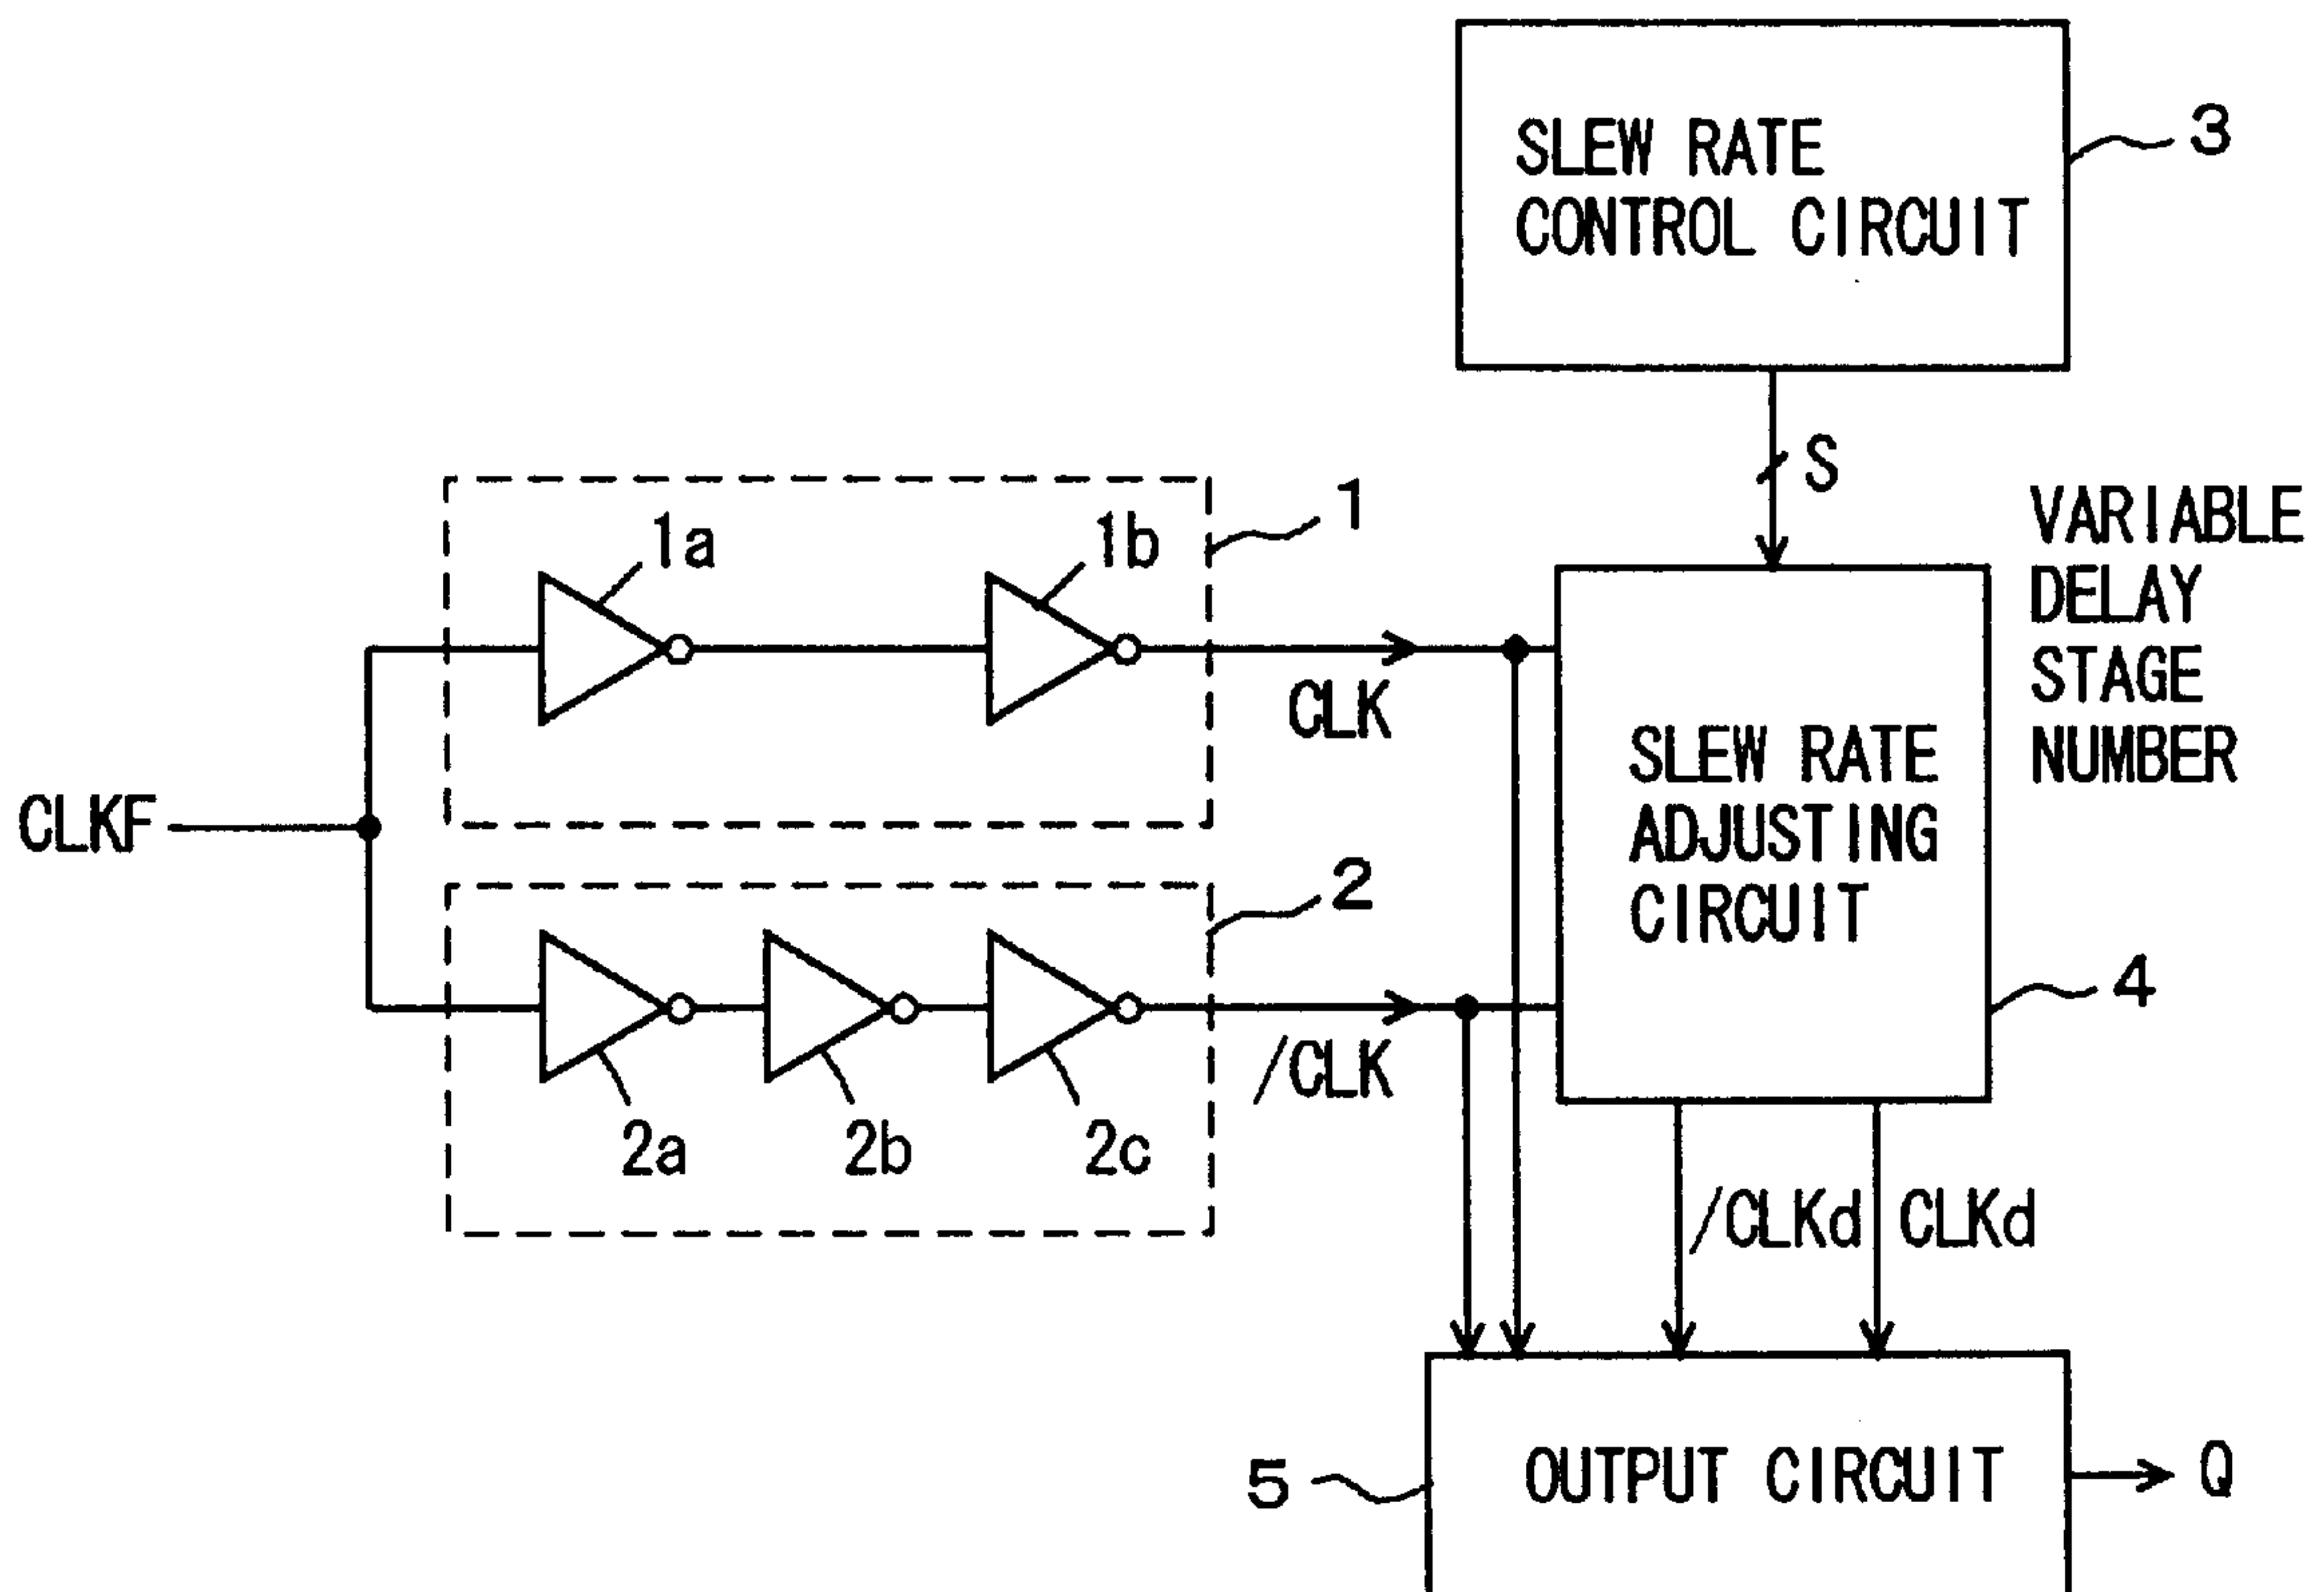 SLEW RATE
CONTROL CIRCUIT
3
S
VARIABLE
DELAY
STAGE
NUMBER
1
1a
1b
CLK
SLEW RATE
ADJUSTING
CIRCUIT
CLKF
2
4
/CLK
2a
2b
2c
/CLKd
CLKd
5
OUTPUT CIRCUIT
Q